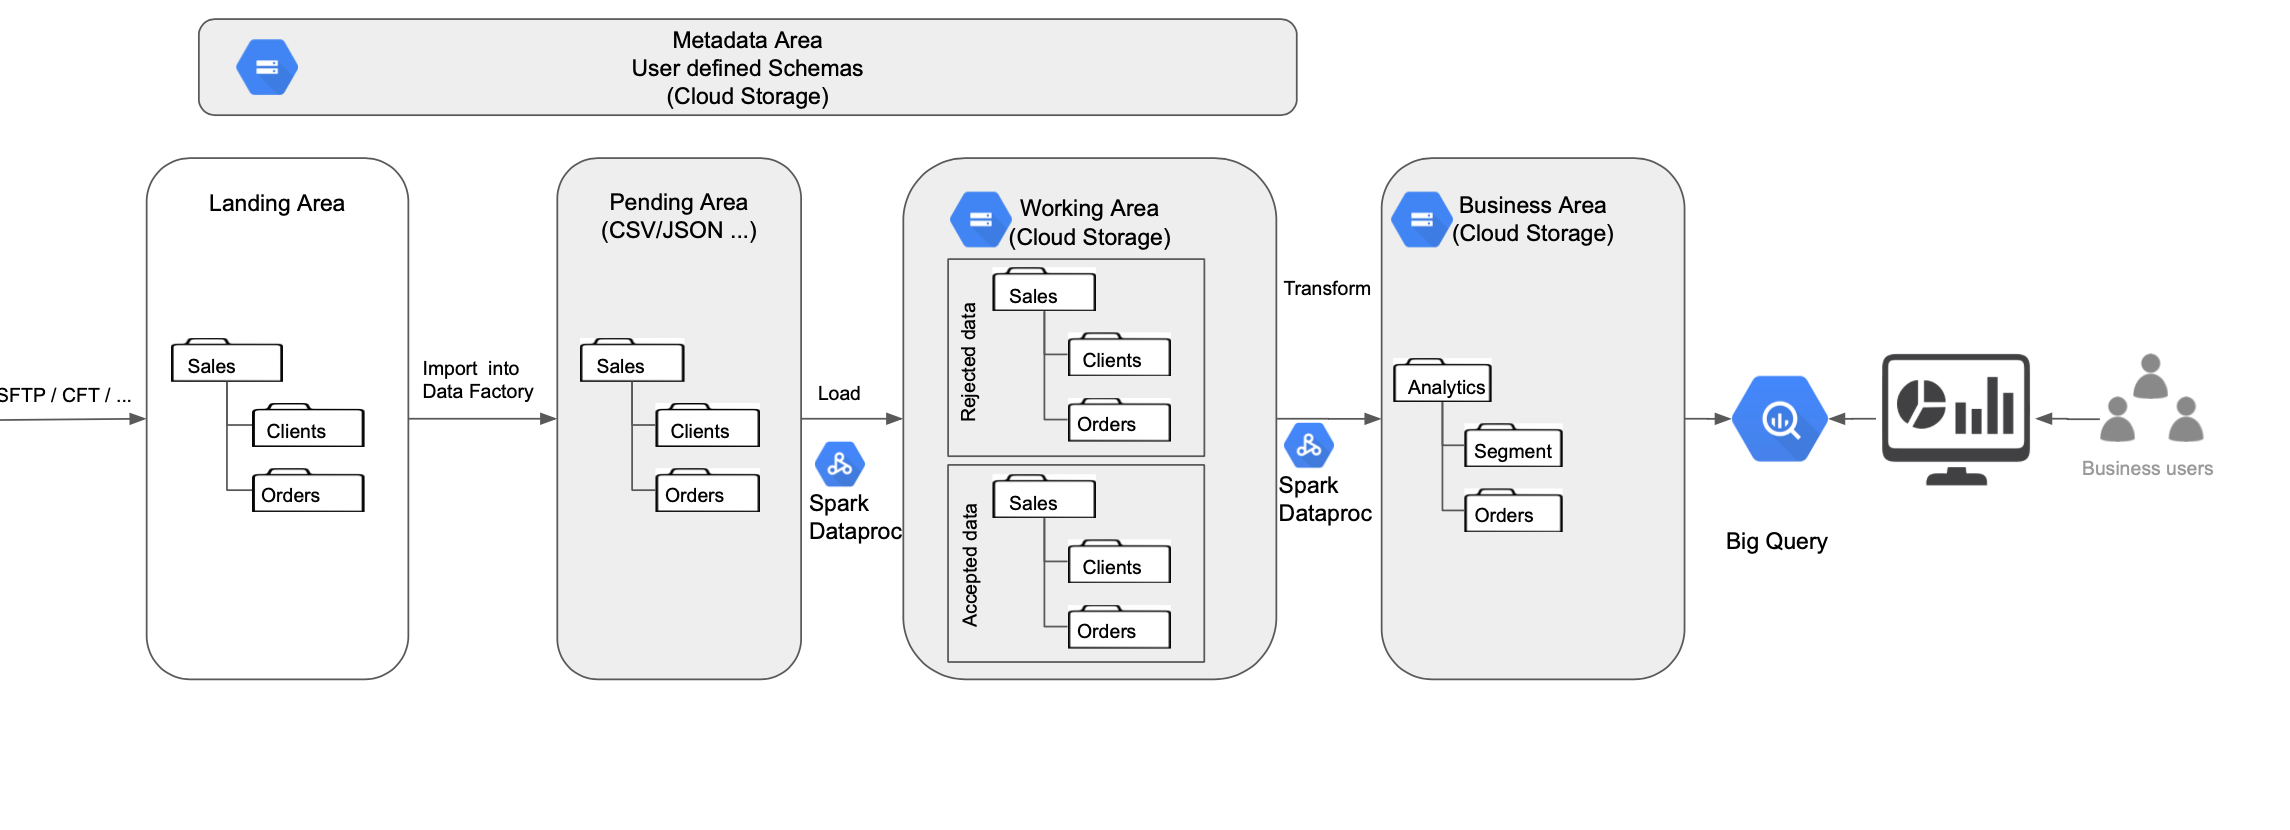 Metadata Area
User defined Schemas
(Cloud Storage)
SFTP / CFT / ...
Landing Area
Sales
Clients
Orders
Import into
Data Factory
Pending Area
(CSV/JSON ...)
Sales
Clients
Orders
Load
Spark
Dataproc
Working Area
(Cloud Storage)
Rejected data
Sales
Clients
Orders
Accepted data
Sales
Clients
Orders
Transform
Spark
Dataproc
Business Area
(Cloud Storage)
Analytics
Segment
Orders
Big Query
Business users